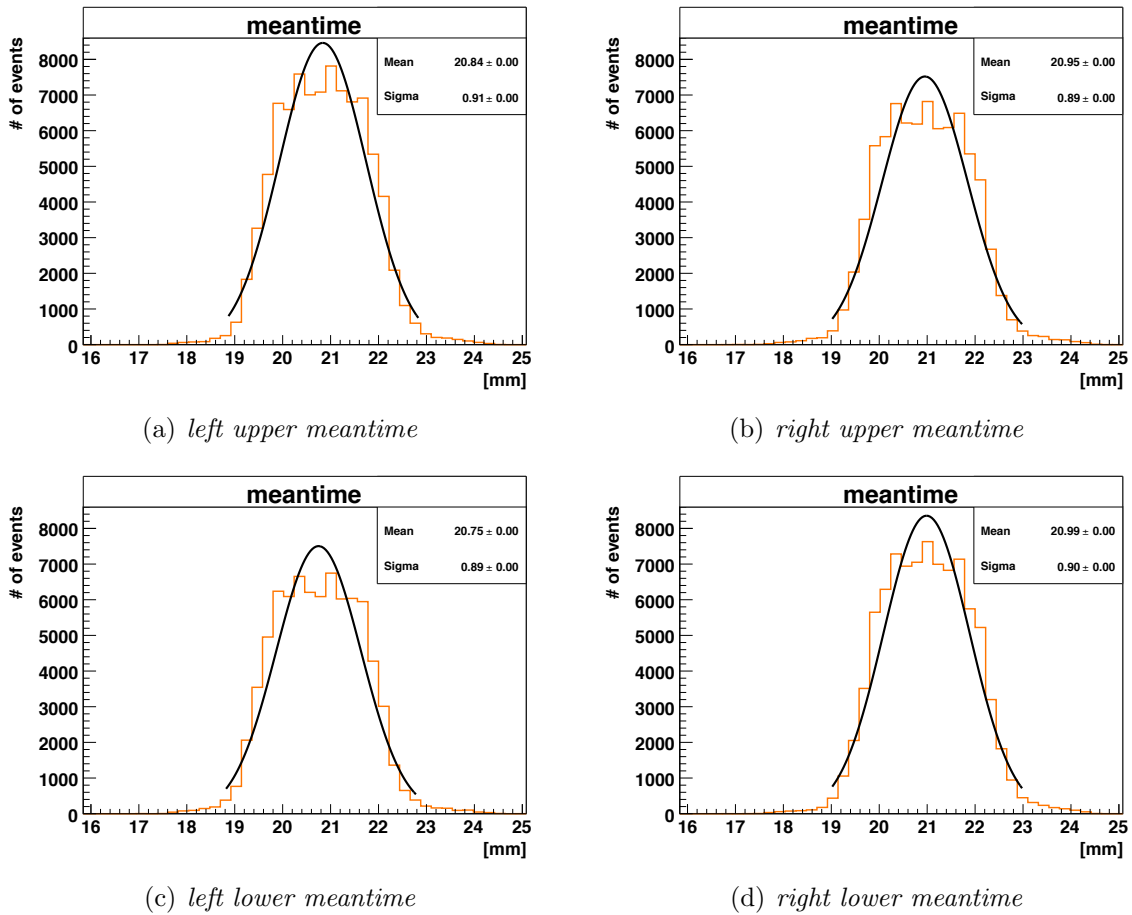 meantime
# of events
8000
7000
6000
5000
4000
3000
2000
1000
0
Mean 20.84 ± 0.00
Sigma 0.91 ± 0.00
16 17 18 19 20 21 22 23 24 25
[mm]
(a) left upper meantime
meantime
# of events
8000
7000
6000
5000
4000
3000
2000
1000
0
Mean 20.95 ± 0.00
Sigma 0.89 ± 0.00
16 17 18 19 20 21 22 23 24 25
[mm]
(b) right upper meantime
meantime
# of events
8000
7000
6000
5000
4000
3000
2000
1000
0
Mean 20.75 ± 0.00
Sigma 0.89 ± 0.00
16 17 18 19 20 21 22 23 24 25
[mm]
(c) left lower meantime
meantime
# of events
8000
7000
6000
5000
4000
3000
2000
1000
0
Mean 20.99 ± 0.00
Sigma 0.90 ± 0.00
16 17 18 19 20 21 22 23 24 25
[mm]
(d) right lower meantime